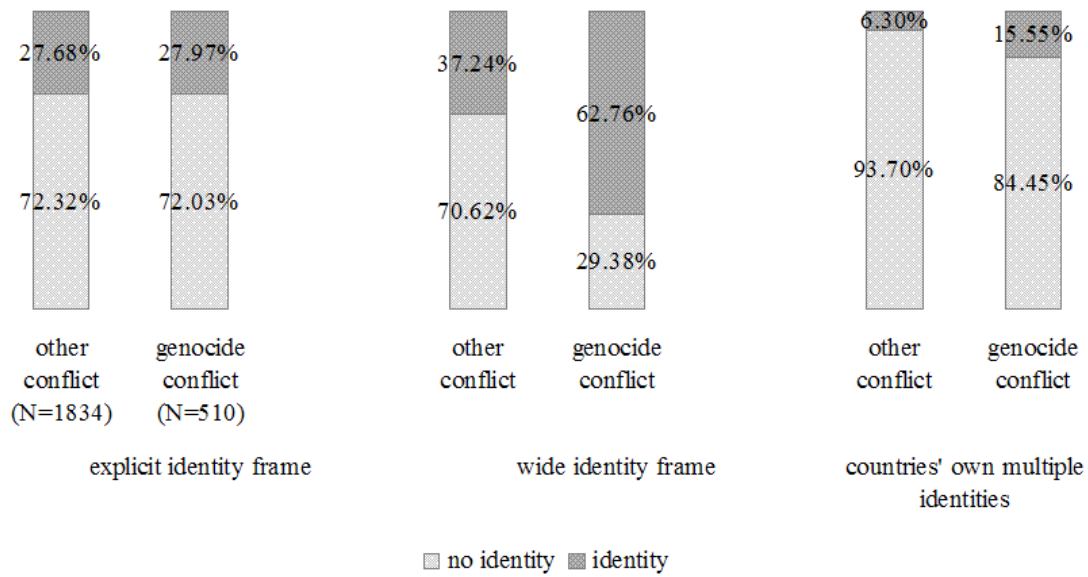 27.68% 27.97% 37.24% 62.76% 6.30% 15.55%
72.32% 72.03% 70.62% 29.38% 93.70% 84.45%
other genocide other genocide other genocide
conflict conflict conflict conflict conflict conflict
(N=1834) (N=510)
explicit identity frame wide identity frame countries' own multiple
identities
no identity identity